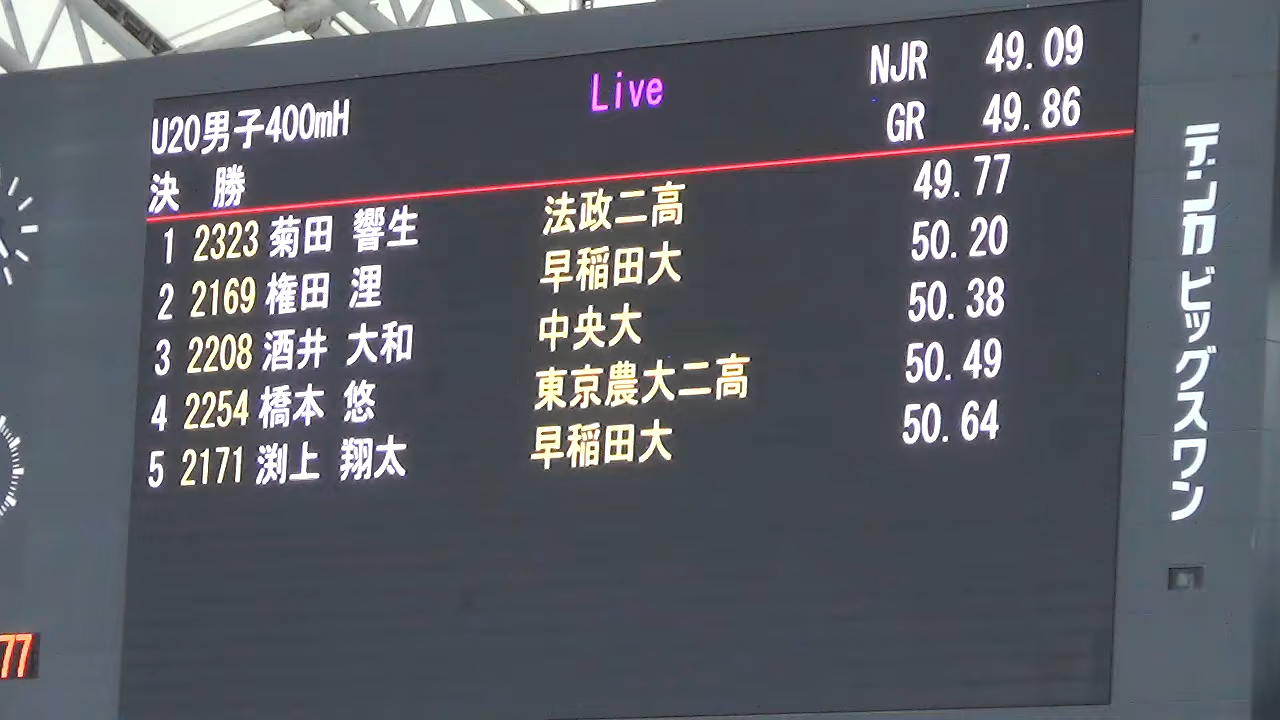 Live
NJR 49.09
U20男子400mH
GR 49.86
決 勝
1 2323 菊田 響生 法政二高 49.77
2 2169 権田 浬 早稲田大 50.20
3 2208 酒井 大和 中央大 50.38
4 2254 橋本 悠 東京農大二高 50.49
5 2171 渕上 翔太 早稲田大 50.64
デンカビッグスワン
77